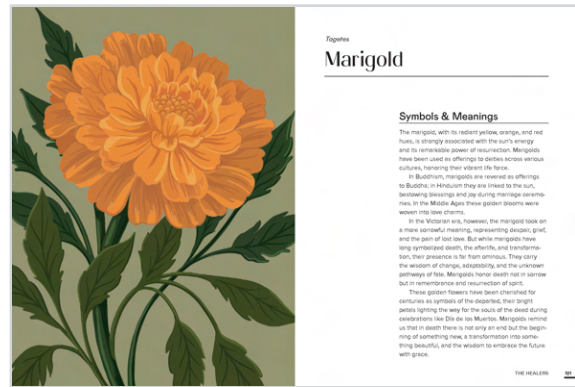 Tagetes
Marigold
Symbols & Meanings
The marigold, with its radiant yellow, orange, and red
hues, is strongly associated with the sun's energy
and its remarkable power of resurrection. Marigolds
have been used as offerings to deities across various
cultures, honoring their vibrant life force.
In Buddhism, marigolds are revered as offerings
to Buddha; in Hinduism they are linked to the sun,
bestowing blessings and joy during marriage ceremo-
nies. In the Middle Ages these golden blooms were
woven into love charms.
In the Victorian era, however, the marigold took on
a more sorrowful meaning, representing despair, grief,
and the pain of lost love. But while marigolds have
long symbolized death, the afterlife, and transforma-
tion, their presence is far from ominous. They carry
the wisdom of change, adaptability, and the unknown
pathways of fate. Marigolds honor death not in sorrow
but in remembrance and resurrection of spirit.
These golden flowers have been cherished for
centuries as symbols of the departed, their bright
petals lighting the way for the souls of the dead during
celebrations like Día de los Muertos. Marigolds remind
us that in death there is not only an end but the begin-
ning of something new, a transformation into some-
thing beautiful, and the wisdom to embrace the future
with grace.
THE HEALERS